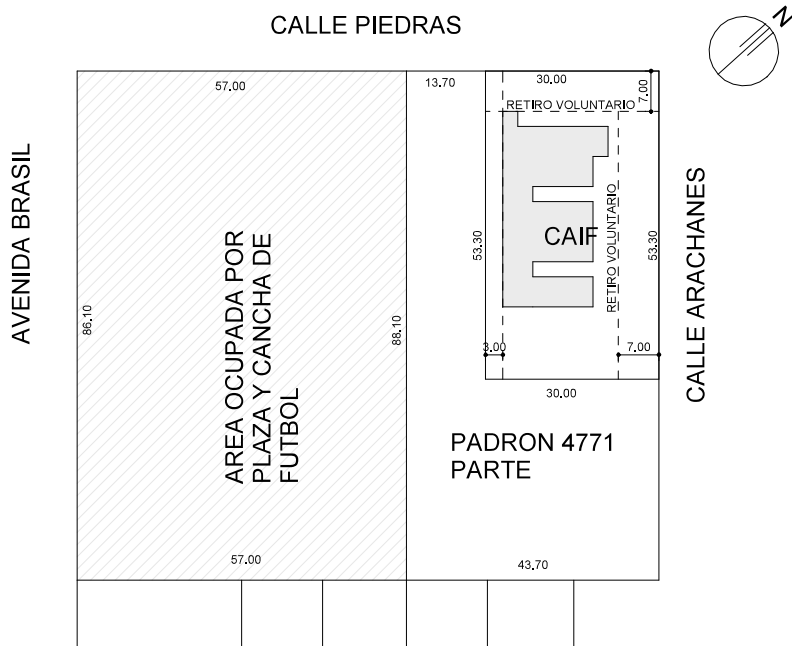 CALLE PIEDRAS
N
57.00
13.70
30.00
7.00
RETIRO VOLUNTARIO
AVENIDA BRASIL
86.10
AREA OCUPADA POR
PLAZA Y CANCHA DE
FUTBOL
88.10
53.30
CAIF
RETIRO VOLUNTARIO
53.30
CALLE ARACHANES
3.00
7.00
30.00
PADRON 4771
PARTE
57.00
43.70